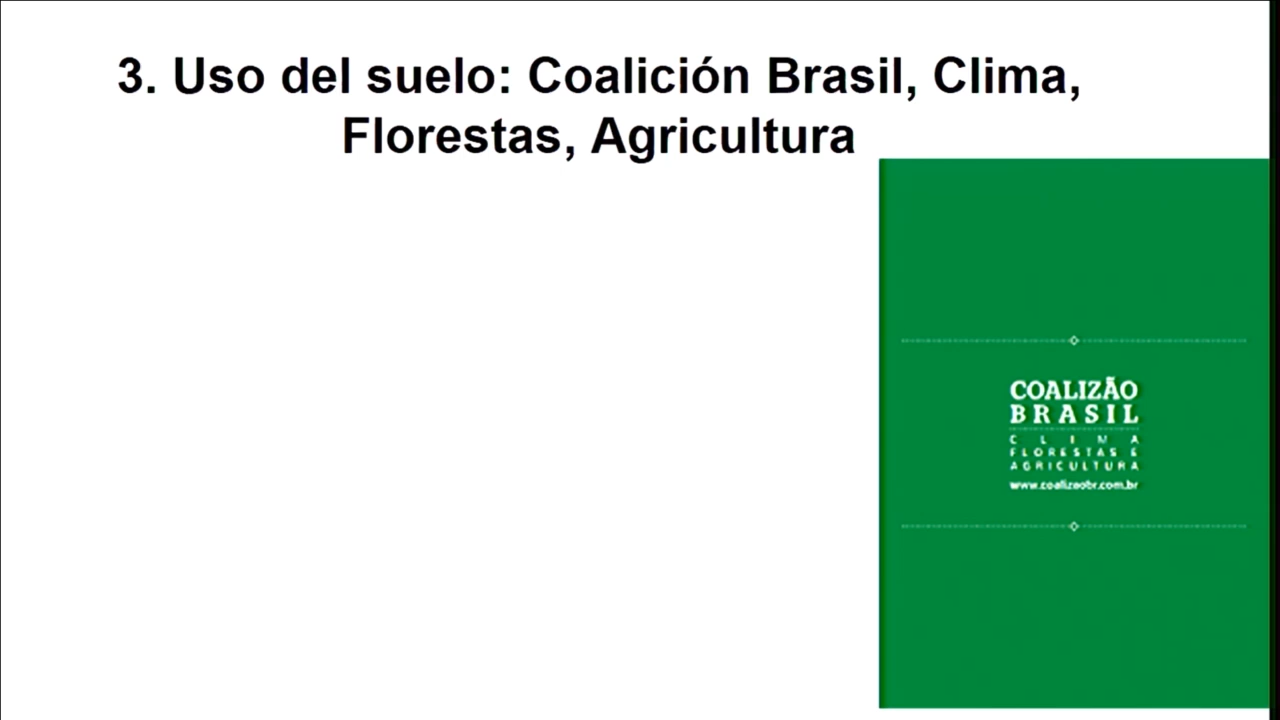 3. Uso del suelo: Coalición Brasil, Clima,
Florestas, Agricultura
COALIZÃO
BRASIL
CLIMA
FLORESTAS E
AGRICULTURA
www.coalizaobr.com.br